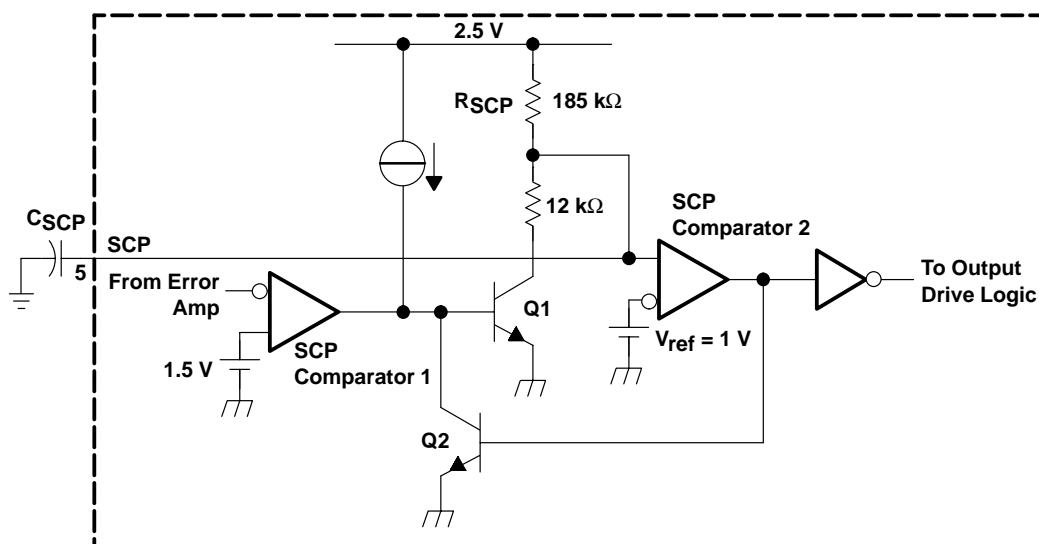 2.5 V
RSCP
185 kΩ
12 kΩ
CSCP
5
SCP
From Error
Amp
1.5 V
SCP
Comparator 1
Q1
Q2
SCP
Comparator 2
Vref = 1 V
To Output
Drive Logic